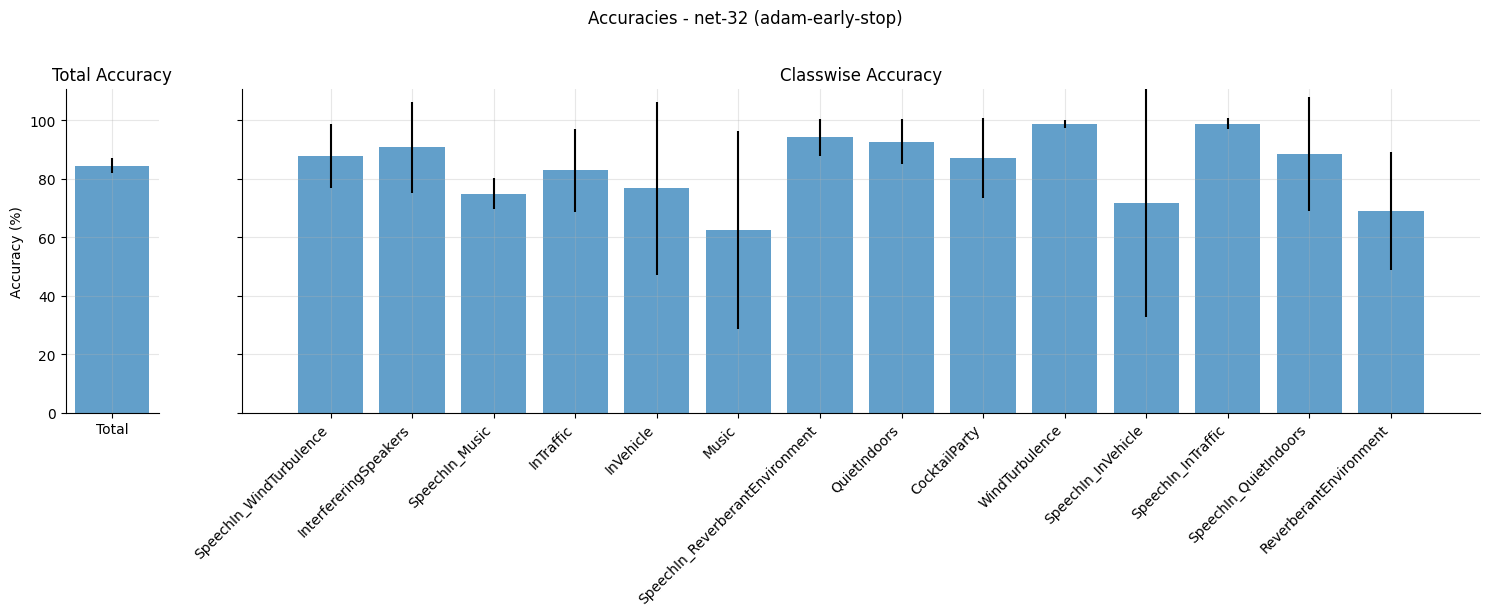 Accuracies - net-32 (adam-early-stop)
Total Accuracy
Classwise Accuracy
Accuracy (%)
100
80
60
40
20
0
Total
SpeechIn_WindTurbulence
InterfereringSpeakers
SpeechIn_Music
InTraffic
InVehicle
Music
SpeechIn_ReverberantEnvironment
QuietIndoors
CocktailParty
WindTurbulence
SpeechIn_InVehicle
SpeechIn_InTraffic
SpeechIn_QuietIndoors
ReverberantEnvironment